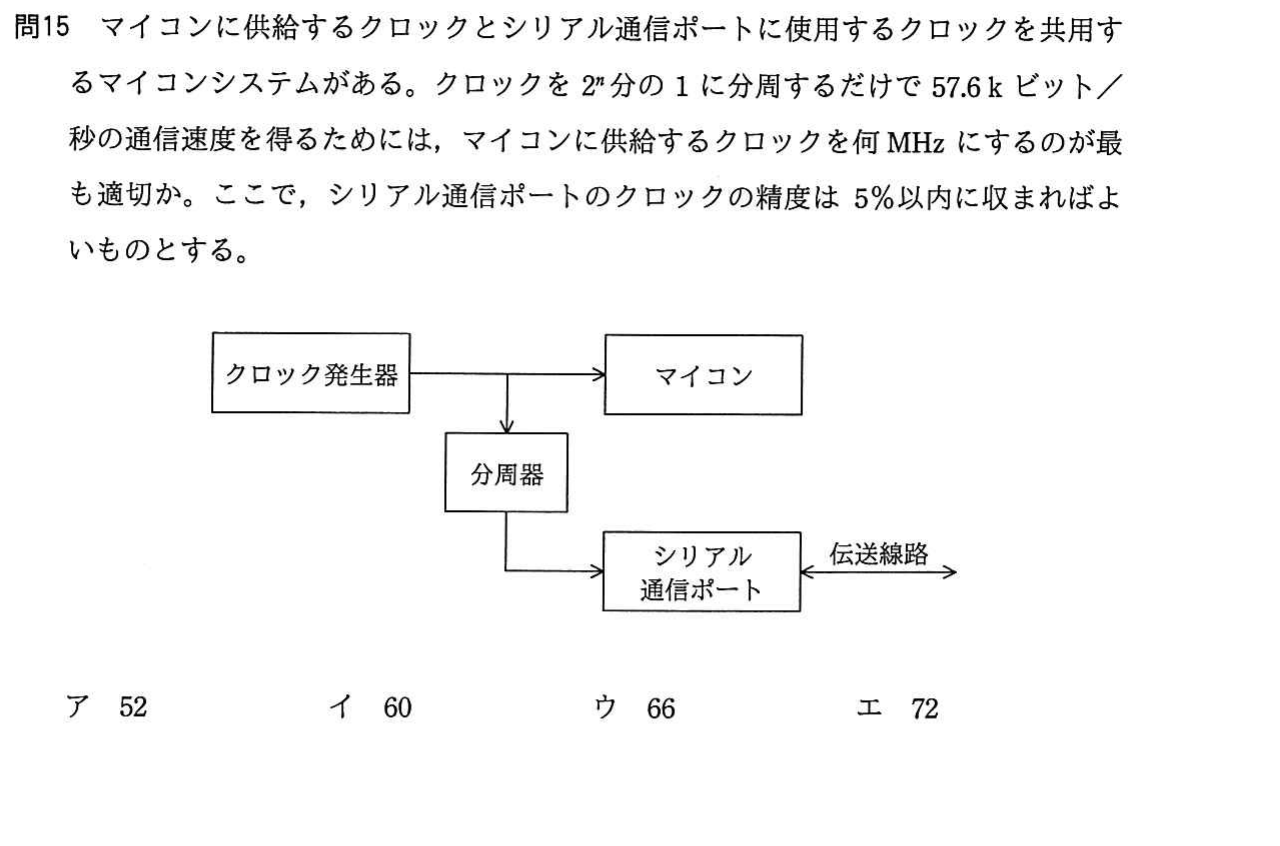 問15 マイコンに供給するクロックとシリアル通信ポートに使用するクロックを共用す
るマイコンシステムがある。クロックを 2ⁿ分の 1 に分周するだけで 57.6 k ビット／
秒の通信速度を得るためには，マイコンに供給するクロックを何 MHz にするのが最
も適切か。ここで，シリアル通信ポートのクロックの精度は 5％以内に収まればよ
いものとする。
クロック発生器
マイコン
分周器
シリアル
通信ポート
伝送線路
ア 52 イ 60 ウ 66 エ 72